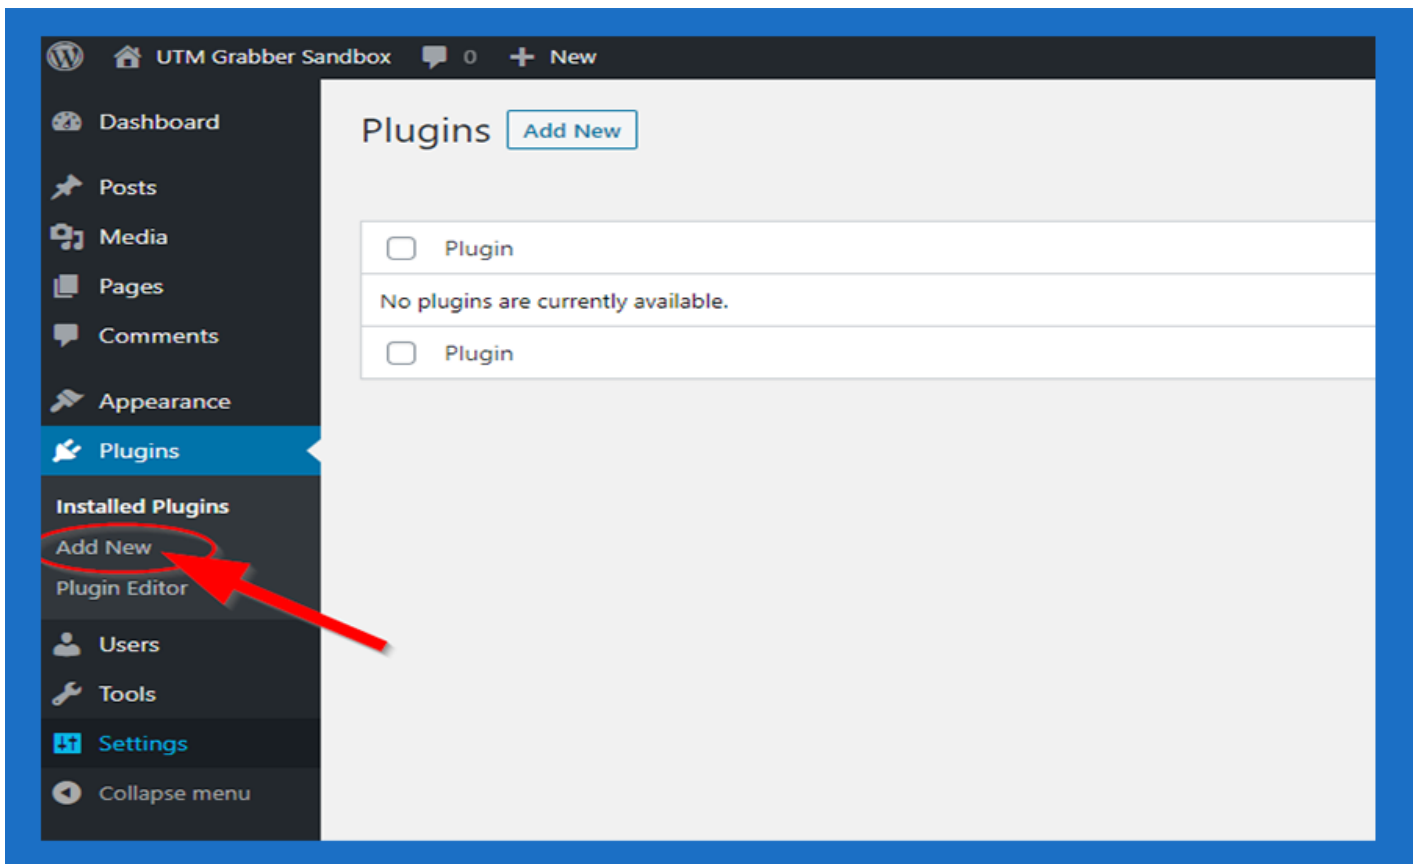 UTM Grabber Sandbox 0 New
Dashboard
Posts
Media
Pages
Comments
Appearance
Plugins
Installed Plugins
Add New
Plugin Editor
Users
Tools
Settings
Collapse menu
Plugins Add New
Plugin
No plugins are currently available.
Plugin